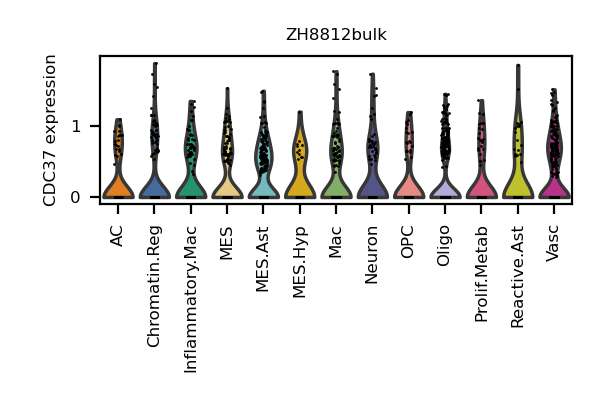 ZH8812bulk
CDC37 expression
1
0
AC
Chromatin.Reg
Inflammatory.Mac
MES
MES.Ast
MES.Hyp
Mac
Neuron
OPC
Oligo
Prolif.Metab
Reactive.Ast
Vasc